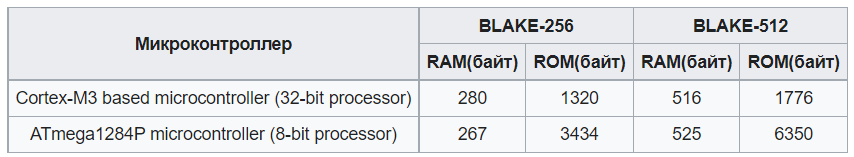 Микроконтроллер BLAKE-256 BLAKE-512
RAM(байт) ROM(байт) RAM(байт) ROM(байт)
Cortex-M3 based microcontroller (32-bit processor) 280 1320 516 1776
ATmega1284P microcontroller (8-bit processor) 267 3434 525 6350